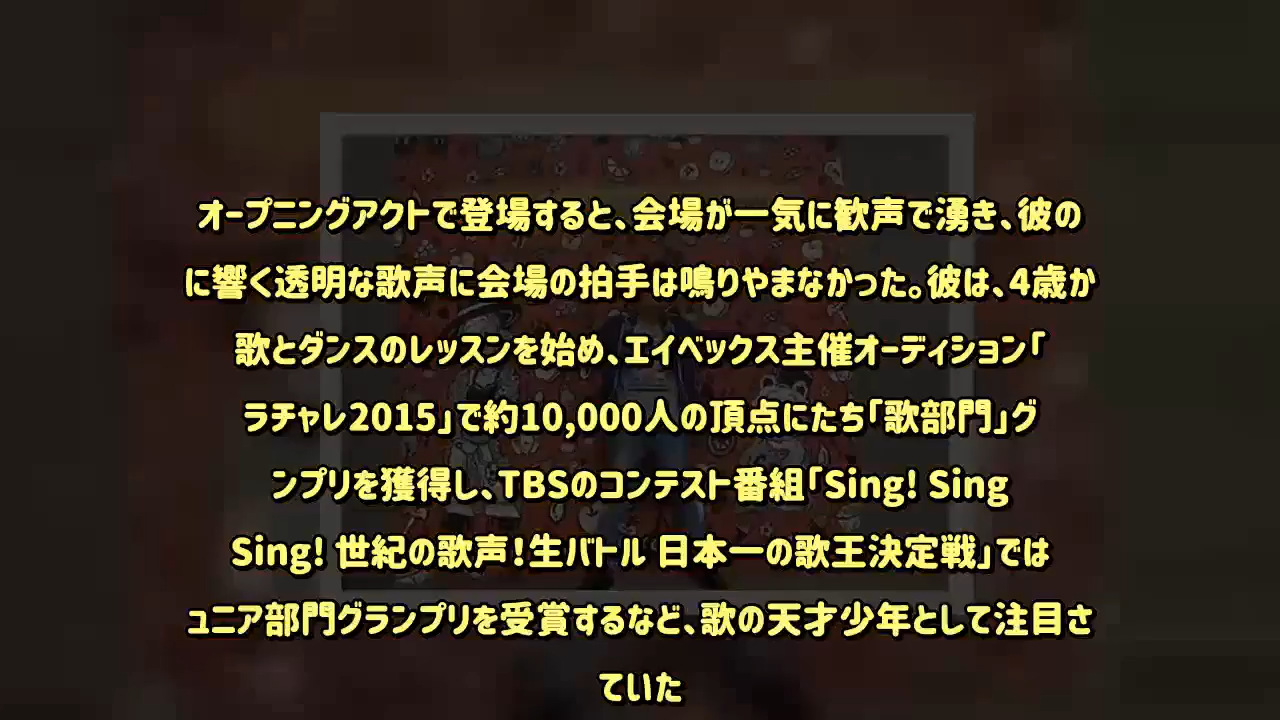 オープニングアクトで登場すると、会場が一気に歓声で湧き、彼の
に響く透明な歌声に会場の拍手は鳴りやまなかった。彼は、4歳か
歌とダンスのレッスンを始め、エイベックス主催オーディション「
ラチャレ2015」で約10,000人の頂点にたち「歌部門」グ
ンプリを獲得し、TBSのコンテスト番組「Sing! Sing
Sing! 世紀の歌声!生バトル 日本一の歌王決定戦」では
ュニア部門グランプリを受賞するなど、歌の天才少年として注目さ
ていた